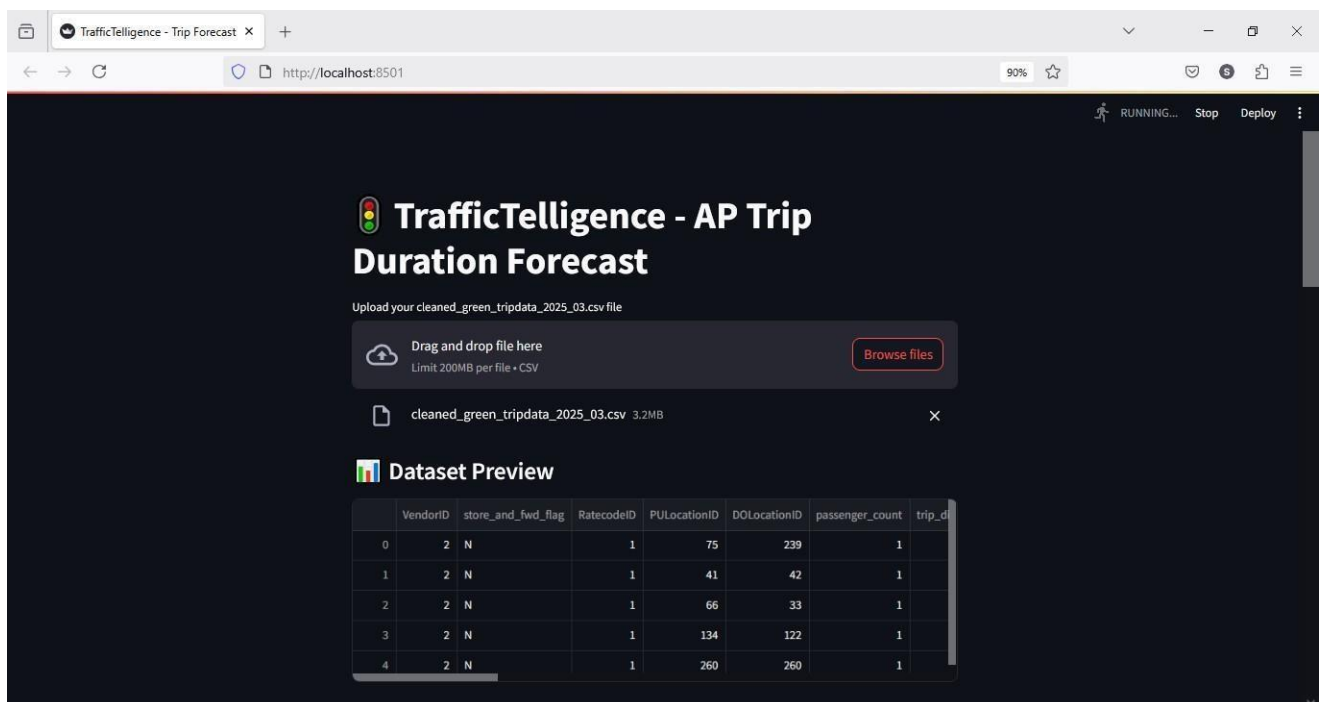 TrafficTelligence - Trip Forecast
http://localhost:8501
90%
S
RUNNING...
Stop
Deploy
TrafficTelligence - AP Trip
Duration Forecast
Upload your cleaned_green_tripdata_2025_03.csv file
Drag and drop file here
Limit 200MB per file • CSV
Browse files
cleaned_green_tripdata_2025_03.csv 3.2MB
Dataset Preview
VendorID store_and_fwd_flag RatecodeID PULocationID DOLocationID passenger_count trip_di
0 2 N 1 75 239 1
1 2 N 1 41 42 1
2 2 N 1 66 33 1
3 2 N 1 134 122 1
4 2 N 1 260 260 1